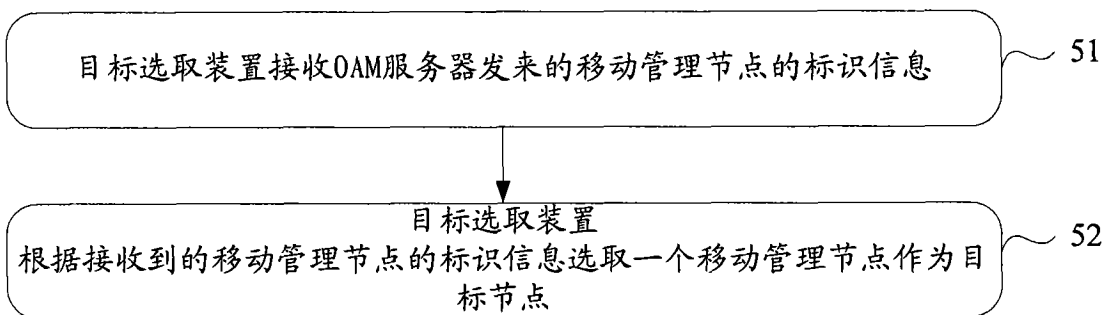 目标选取装置接收OAM服务器发来的移动管理节点的标识信息
51
目标选取装置
根据接收到的移动管理节点的标识信息选取一个移动管理节点作为目
标节点
52